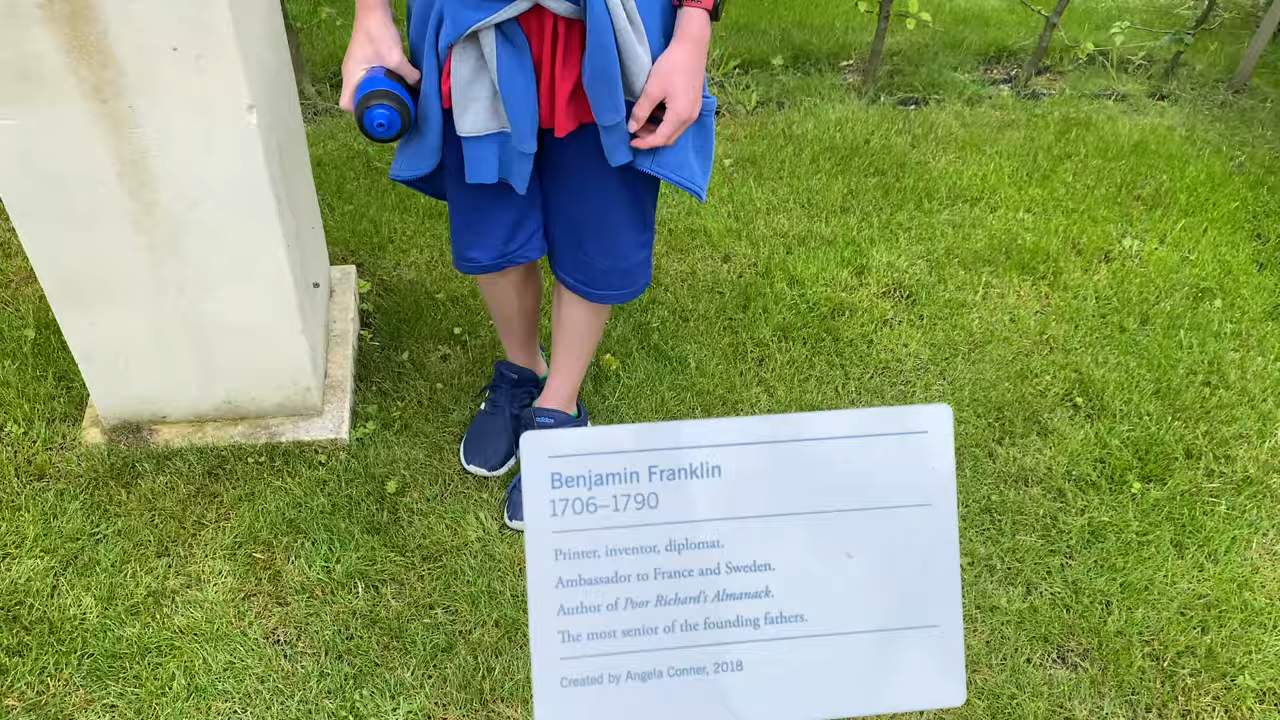 adidas
Benjamin Franklin
1706–1790
Printer, inventor, diplomat.
Ambassador to France and Sweden.
Author of Poor Richard's Almanack.
The most senior of the founding fathers.
Created by Angela Conner, 2018